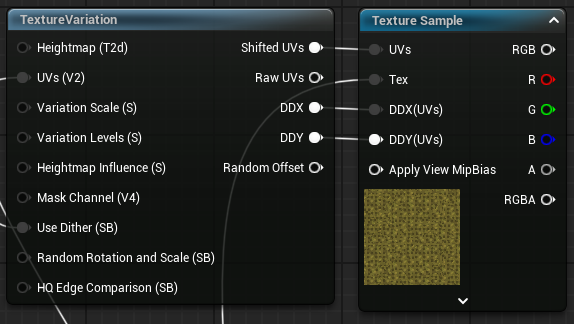 TextureVariation
Heightmap (T2d)
Shifted UVs
UVs (V2)
Raw UVs
Variation Scale (S)
DDX
Variation Levels (S)
DDY
Heightmap Influence (S)
Random Offset
Mask Channel (V4)
Use Dither (SB)
Random Rotation and Scale (SB)
HQ Edge Comparison (SB)
Texture Sample
UVs
RGB
Tex
R
DDX(UVs)
G
DDY(UVs)
B
Apply View MipBias
A
RGBA